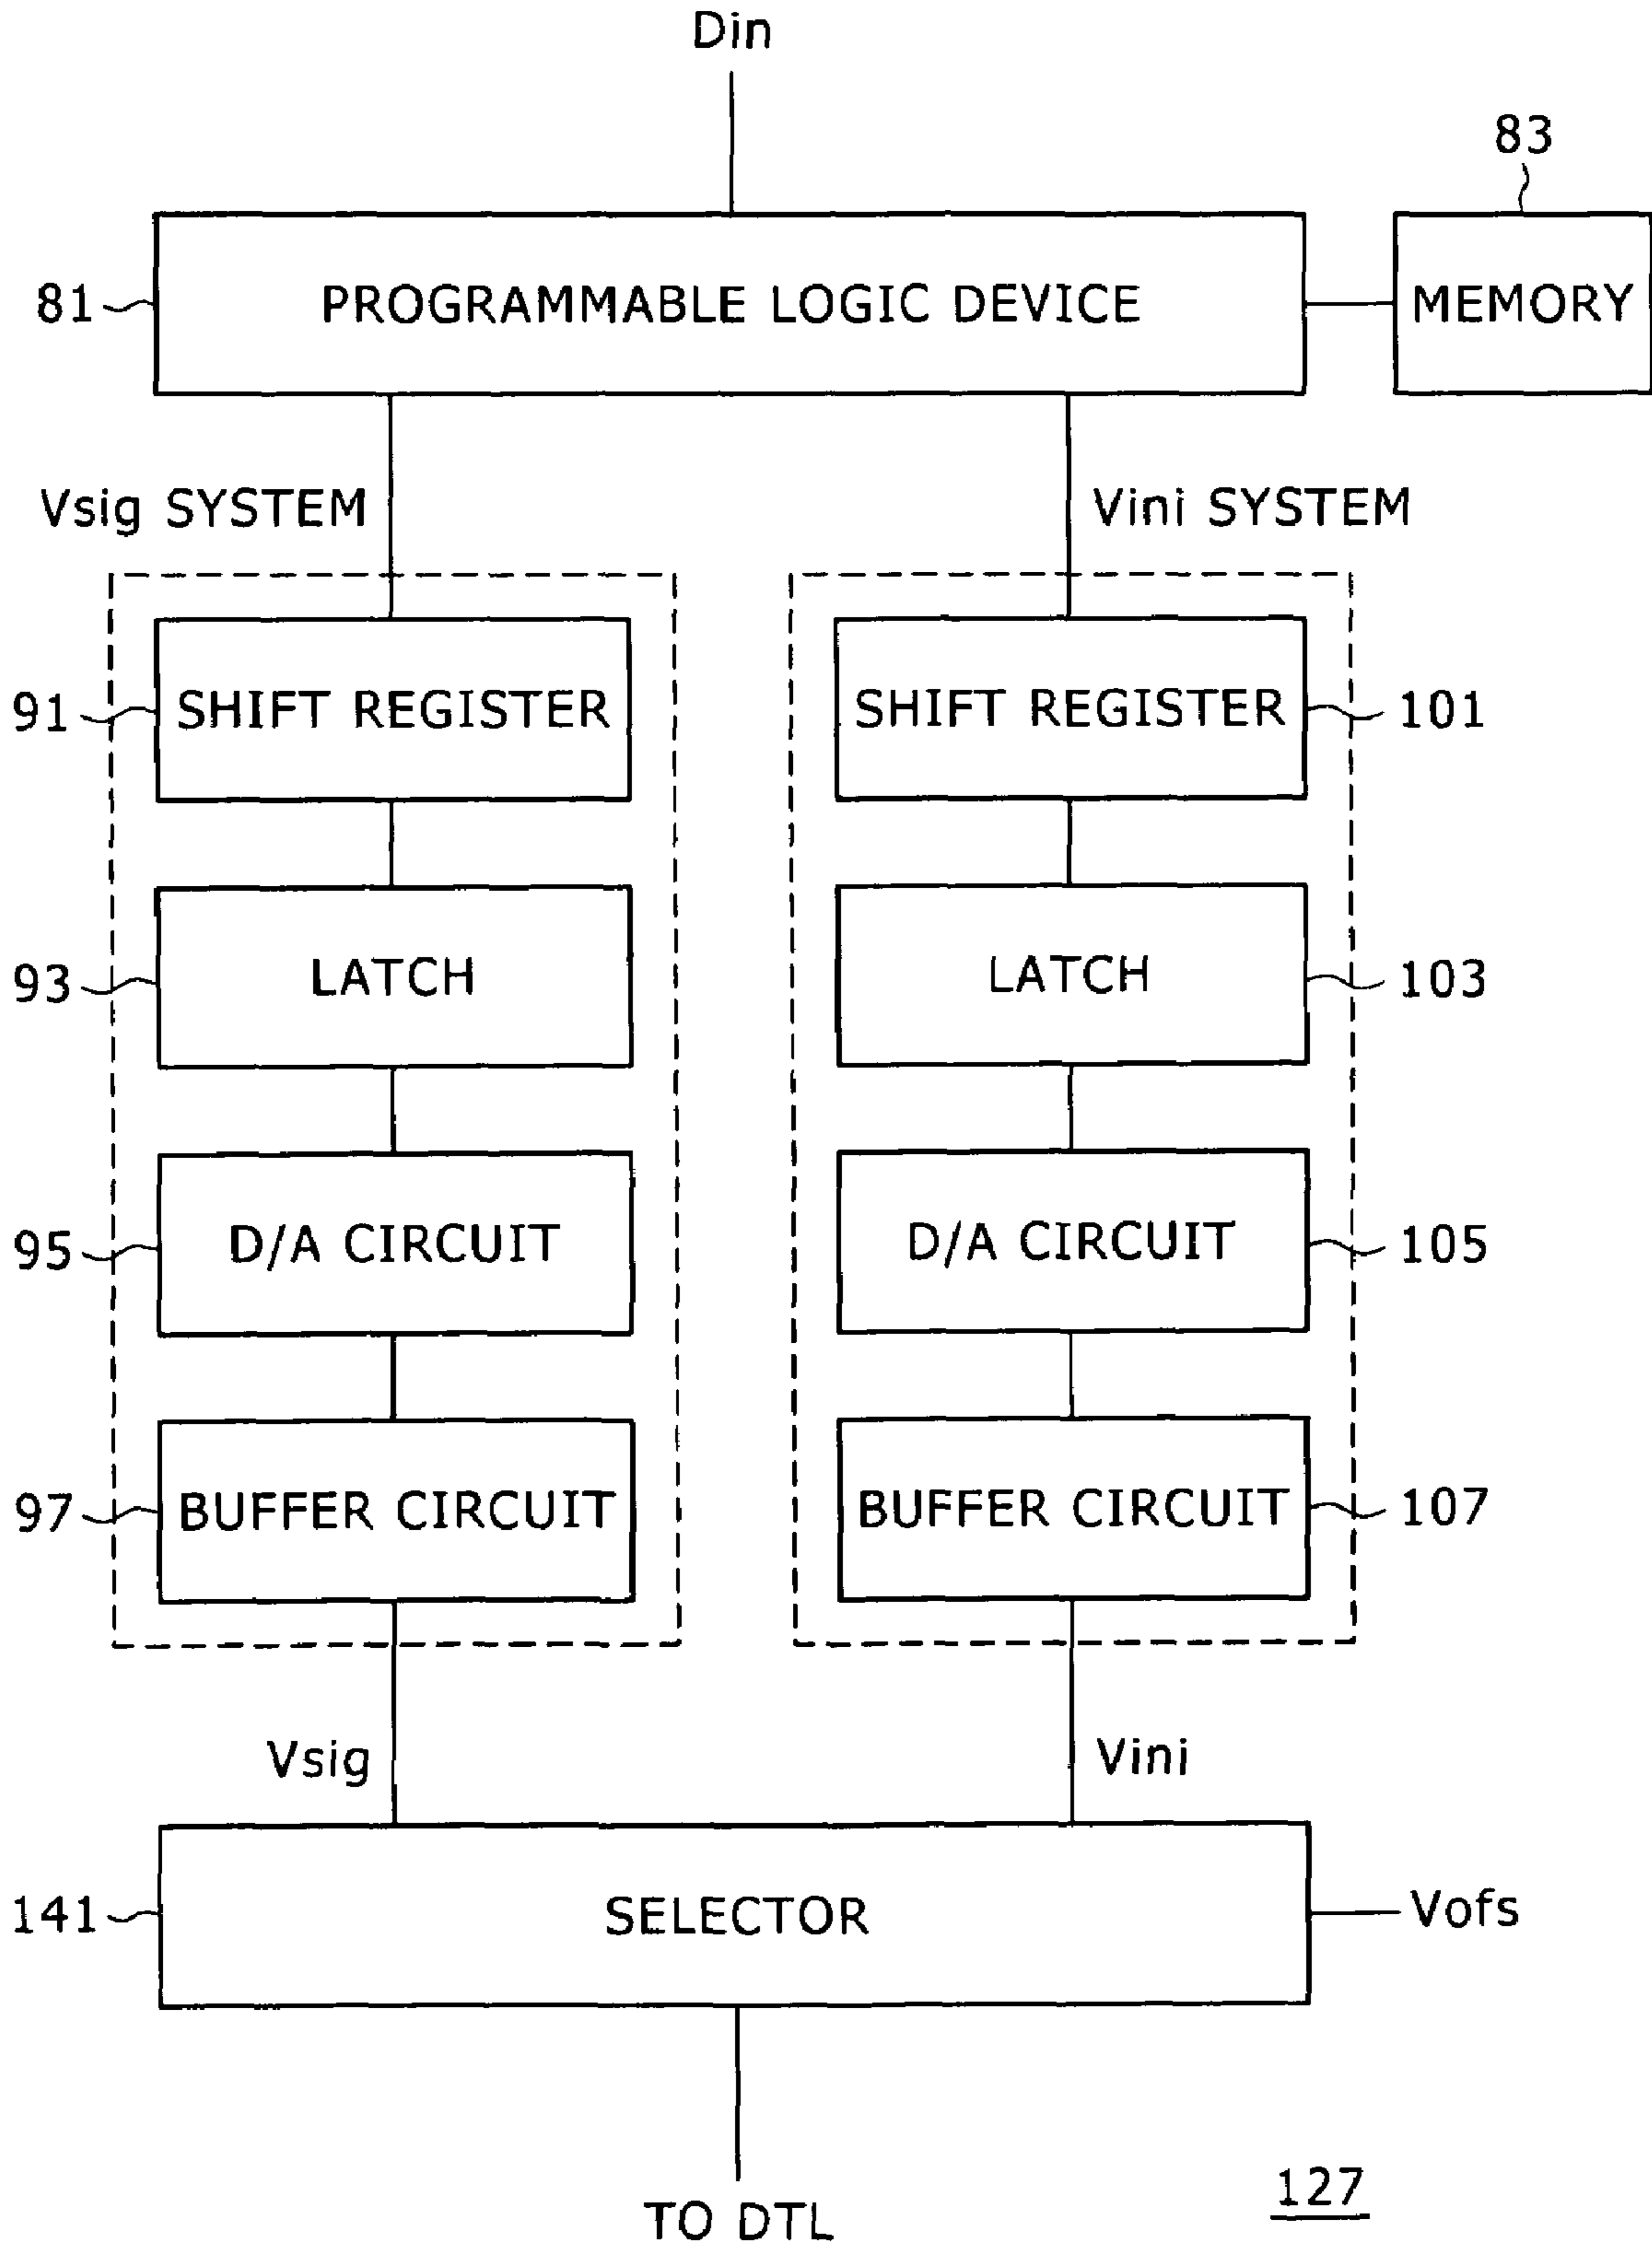 Din
83
81
PROGRAMMABLE LOGIC DEVICE
MEMORY
Vsig SYSTEM
Vini SYSTEM
91
SHIFT REGISTER
SHIFT REGISTER
101
93
LATCH
LATCH
103
95
D/A CIRCUIT
D/A CIRCUIT
105
97
BUFFER CIRCUIT
BUFFER CIRCUIT
107
Vsig
Vini
141
SELECTOR
Vofs
TO DTL
127